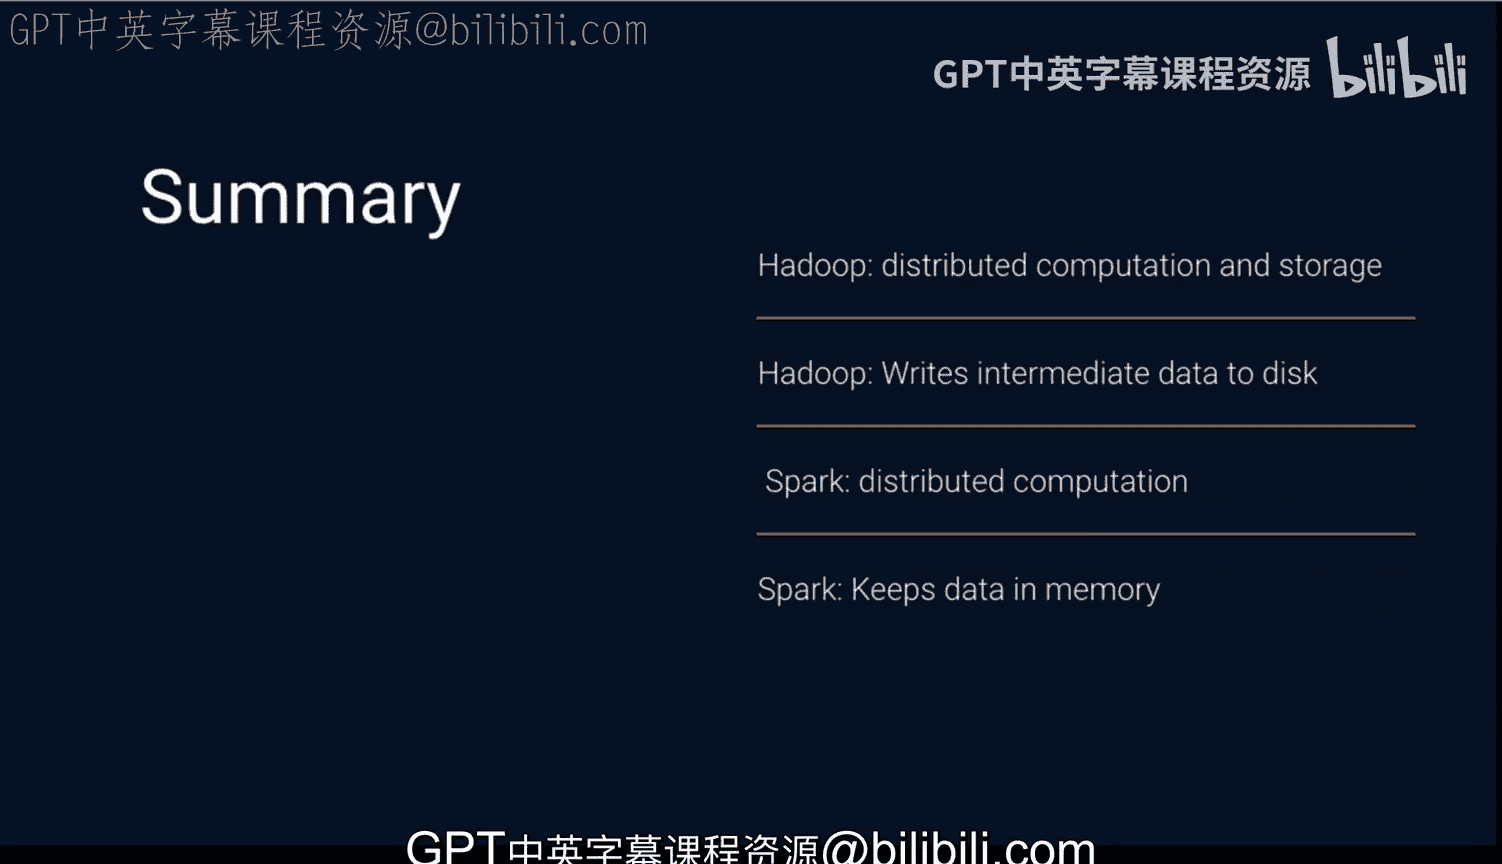 GPT中英字幕课程资源@bilibili.com
GPT中英字幕课程资源 bilibili
Summary
Hadoop: distributed computation and storage
Hadoop: Writes intermediate data to disk
Spark: distributed computation
Spark: Keeps data in memory
GPT中英字幕课程资源@bilibili.com